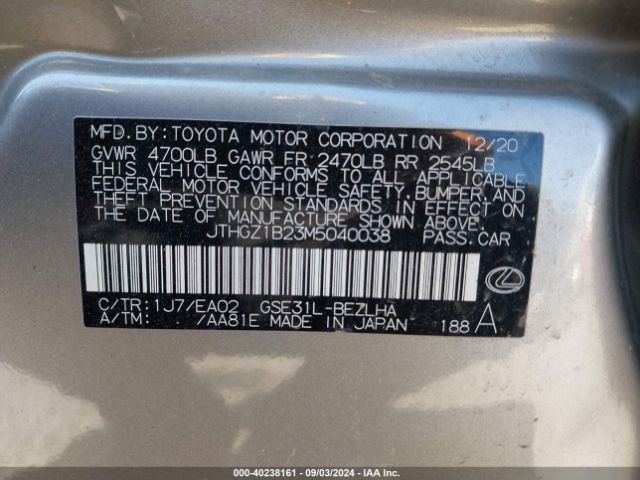 MFD. BY: TOYOTA MOTOR CORPORATION 12/20
GVWR 4700LB GAWR FR 2470LB RR 2545LB
THIS VEHICLE CONFORMS TO ALL APPLICABLE
FEDERAL MOTOR VEHICLE SAFETY, BUMPER AND
THEFT PREVENTION STANDARDS IN EFFECT ON
THE DATE OF MANUFACTURE SHOWN ABOVE.
JTHGZ1B23M5040038 PASS.CAR
C/TR: 1J7/EA02 GSE31L-BEZLHA
A/TM: /AA81E MADE IN JAPAN 188 A
000-40238161 - 09/03/2024 - IAA Inc.